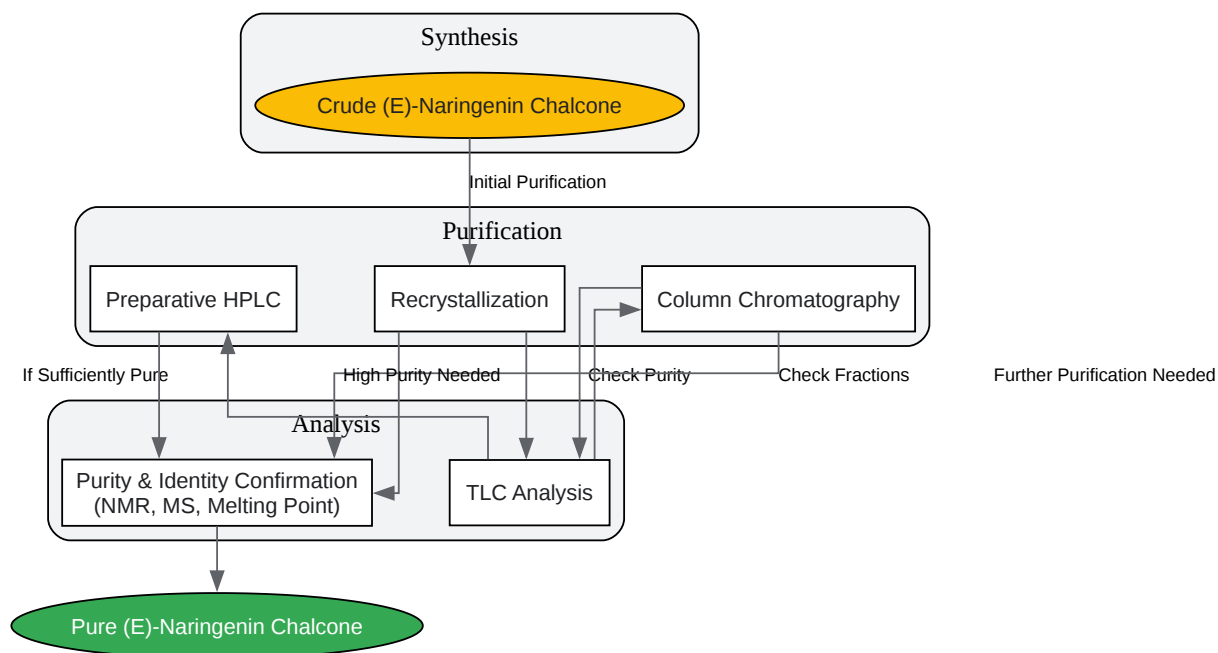 Synthesis
Crude (E)-Naringenin Chalcone
Initial Purification
Purification
Preparative HPLC
Recrystallization
Column Chromatography
If Sufficiently Pure
High Purity Needed
Check Purity
Check Fractions
Further Purification Needed
Analysis
Purity & Identity Confirmation
(NMR, MS, Melting Point)
TLC Analysis
Pure (E)-Naringenin Chalcone